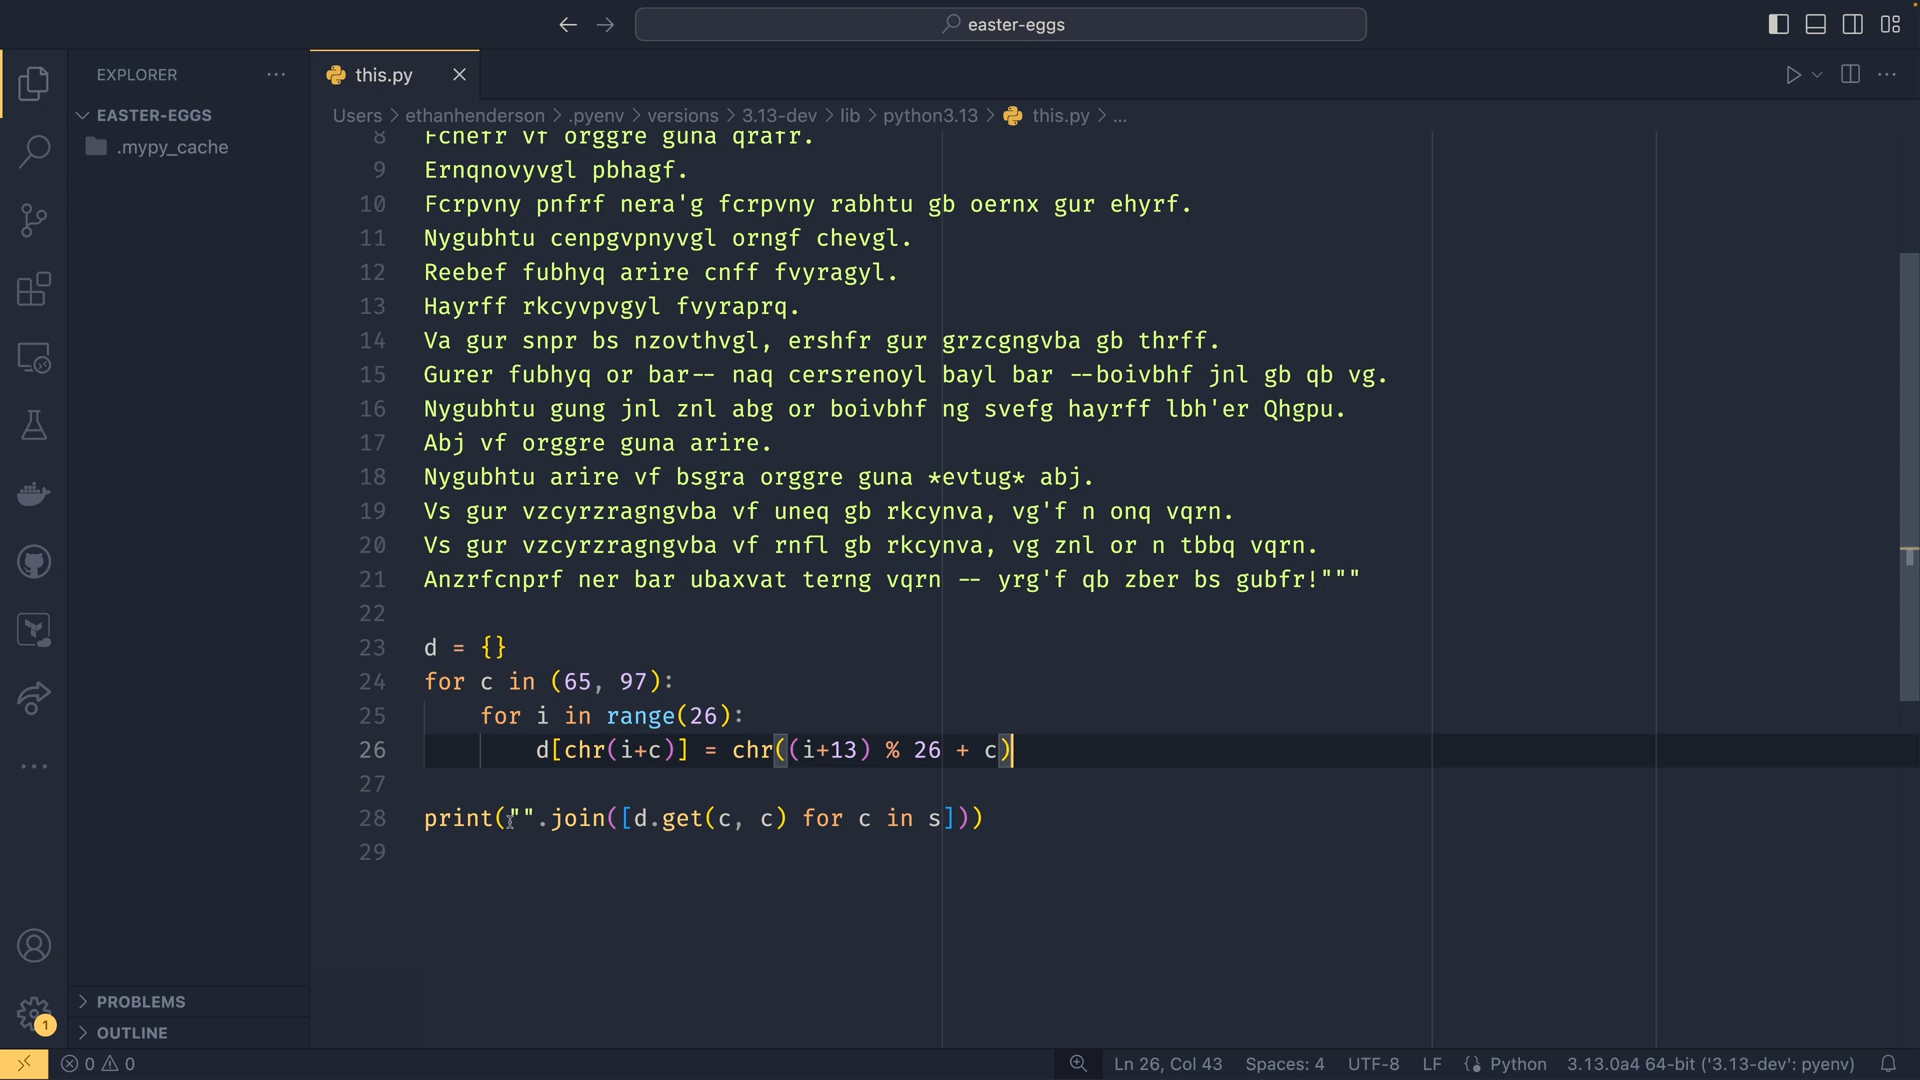 easter-eggs
EXPLORER
this.py
EASTER-EGGS
.mypy_cache
Users > ethanhenderson > .pyenv > versions > 3.13-dev > lib > python3.13 > this.py > ...
8 Fcnefr vf orggre guna qrafr.
9 Ernqnovyvgl pbhagf.
10 Fcrpvny pnfrf nera'g fcrpvny rabhtu gb oernx gur ehyrf.
11 Nygubhtu cenpgvpnyvgl orngf chevgl.
12 Reebef fubhyq arire cnff fvyragyl.
13 Hayrff rkcyvpvgyl fvyraprq.
14 Va gur snpr bs nzovthvgl, ershfr gur grzcgngvba gb thrff.
15 Gurer fubhyq or bar-- naq cersrenoyl bayl bar --boivbhf jnl gb qb vg.
16 Nygubhtu gung jnl znl abg or boivbhf ng svefg hayrff lbh'er Qhgpu.
17 Abj vf orggre guna arire.
18 Nygubhtu arire vf bsgra orggre guna *evtug* abj.
19 Vs gur vzcyrzragngvba vf uneq gb rkcynva, vg'f n onq vqrn.
20 Vs gur vzcyrzragngvba vf rnfl gb rkcynva, vg znl or n tbbq vqrn.
21 Anzrfcnprf ner bar ubaxvat terng vqrn -- yrg'f qb zber bs gubfr!"""
22
23 d = {}
24 for c in (65, 97):
25 for i in range(26):
26 d[chr(i+c)] = chr((i+13) % 26 + c)
27
28 print("".join([d.get(c, c) for c in s]))
29
PROBLEMS
OUTLINE
1
0 0 Ln 26, Col 43 Spaces: 4 UTF-8 LF Python 3.13.0a4 64-bit ('3.13-dev': pyenv)